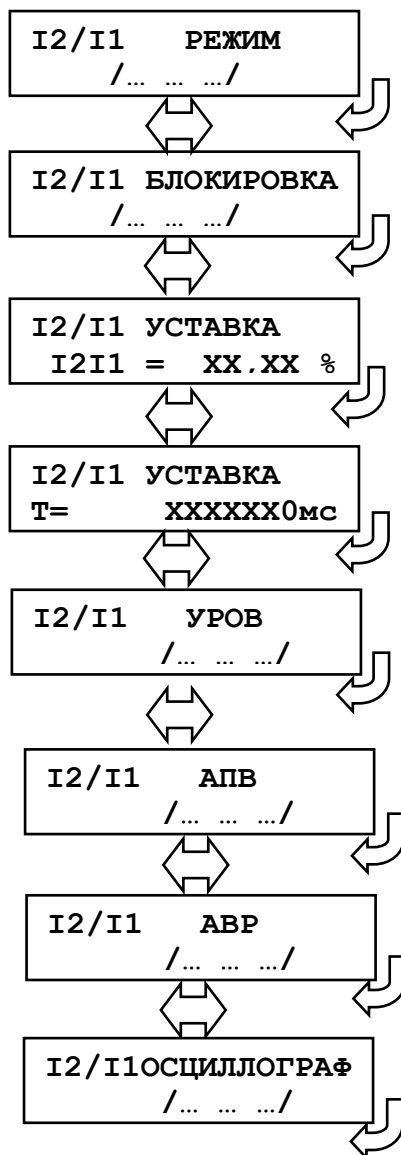 I2/I1 РЕЖИМ
/… … …/
I2/I1 БЛОКИРОВКА
/… … …/
I2/I1 УСТАВКА
I2I1 = XX,XX %
I2/I1 УСТАВКА
T= XXXXXX0мс
I2/I1 УРОВ
/… … …/
I2/I1 АПВ
/… … …/
I2/I1 АВР
/… … …/
I2/I1ОСЦИЛЛОГРАФ
/… … …/